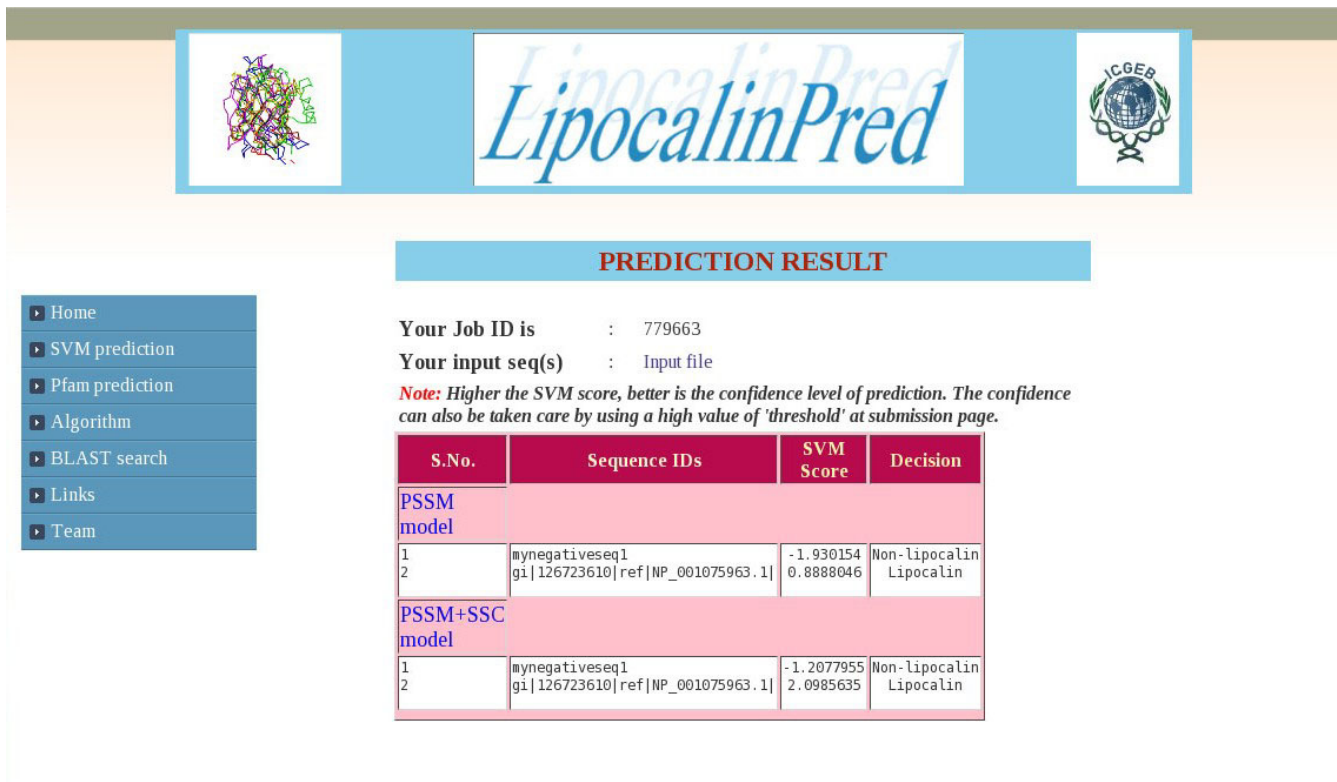 LipocalinPred
LipocalinPred
ICGEB
PREDICTION RESULT
Home
SVM prediction
Pfam prediction
Algorithm
BLAST search
Links
Team
Your Job ID is : 779663
Your input seq(s) : Input file
Note: Higher the SVM score, better is the confidence level of prediction. The confidence
can also be taken care by using a high value of 'threshold' at submission page.
S.No. Sequence IDs SVM Score Decision
PSSM
model
1 mynegativeseq1 -1.930154 Non-lipocalin
2 gi|126723610|ref|NP_001075963.1| 0.8888046 Lipocalin
PSSM+SSC
model
1 mynegativeseq1 -1.2077955 Non-lipocalin
2 gi|126723610|ref|NP_001075963.1| 2.0985635 Lipocalin